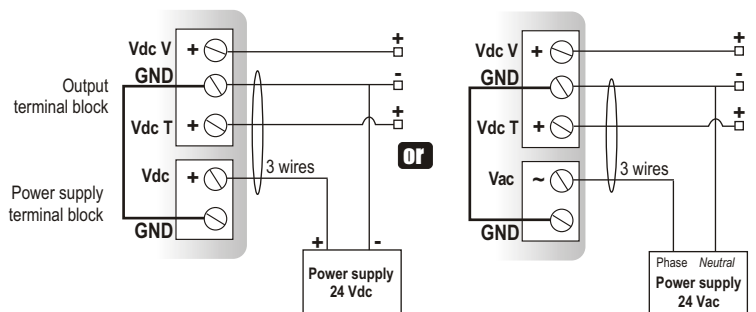 Output
terminal block
Vdc V
+
GND
Vdc T
+
Power supply
terminal block
Vdc
+
GND
3 wires
+
-
+
+
-
Power supply
24 Vdc
or
Vdc V
+
GND
Vdc T
+
Vac
~
GND
3 wires
+
-
+
Phase Neutral
Power supply
24 Vac